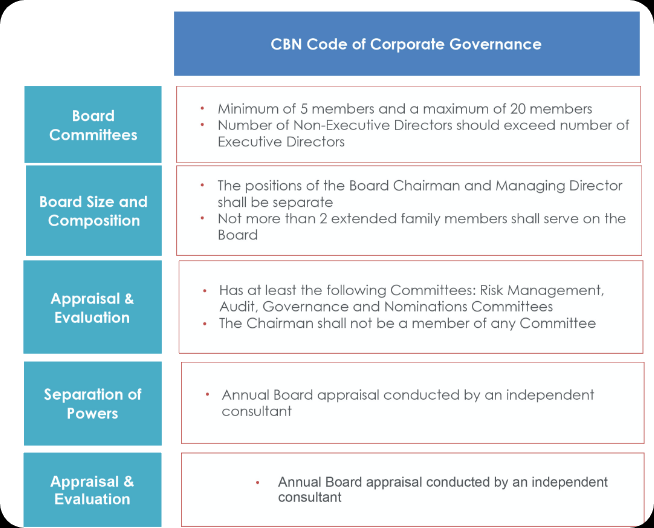 CBN Code of Corporate Governance
Board
Committees
• Minimum of 5 members and a maximum of 20 members
• Number of Non-Executive Directors should exceed number of
Executive Directors
Board Size and
Composition
• The positions of the Board Chairman and Managing Director
shall be separate
• Not more than 2 extended family members shall serve on the
Board
Appraisal &
Evaluation
• Has at least the following Committees: Risk Management,
Audit, Governance and Nominations Committees
• The Chairman shall not be a member of any Committee
Separation of
Powers
• Annual Board appraisal conducted by an independent
consultant
Appraisal &
Evaluation
• Annual Board appraisal conducted by an independent
consultant